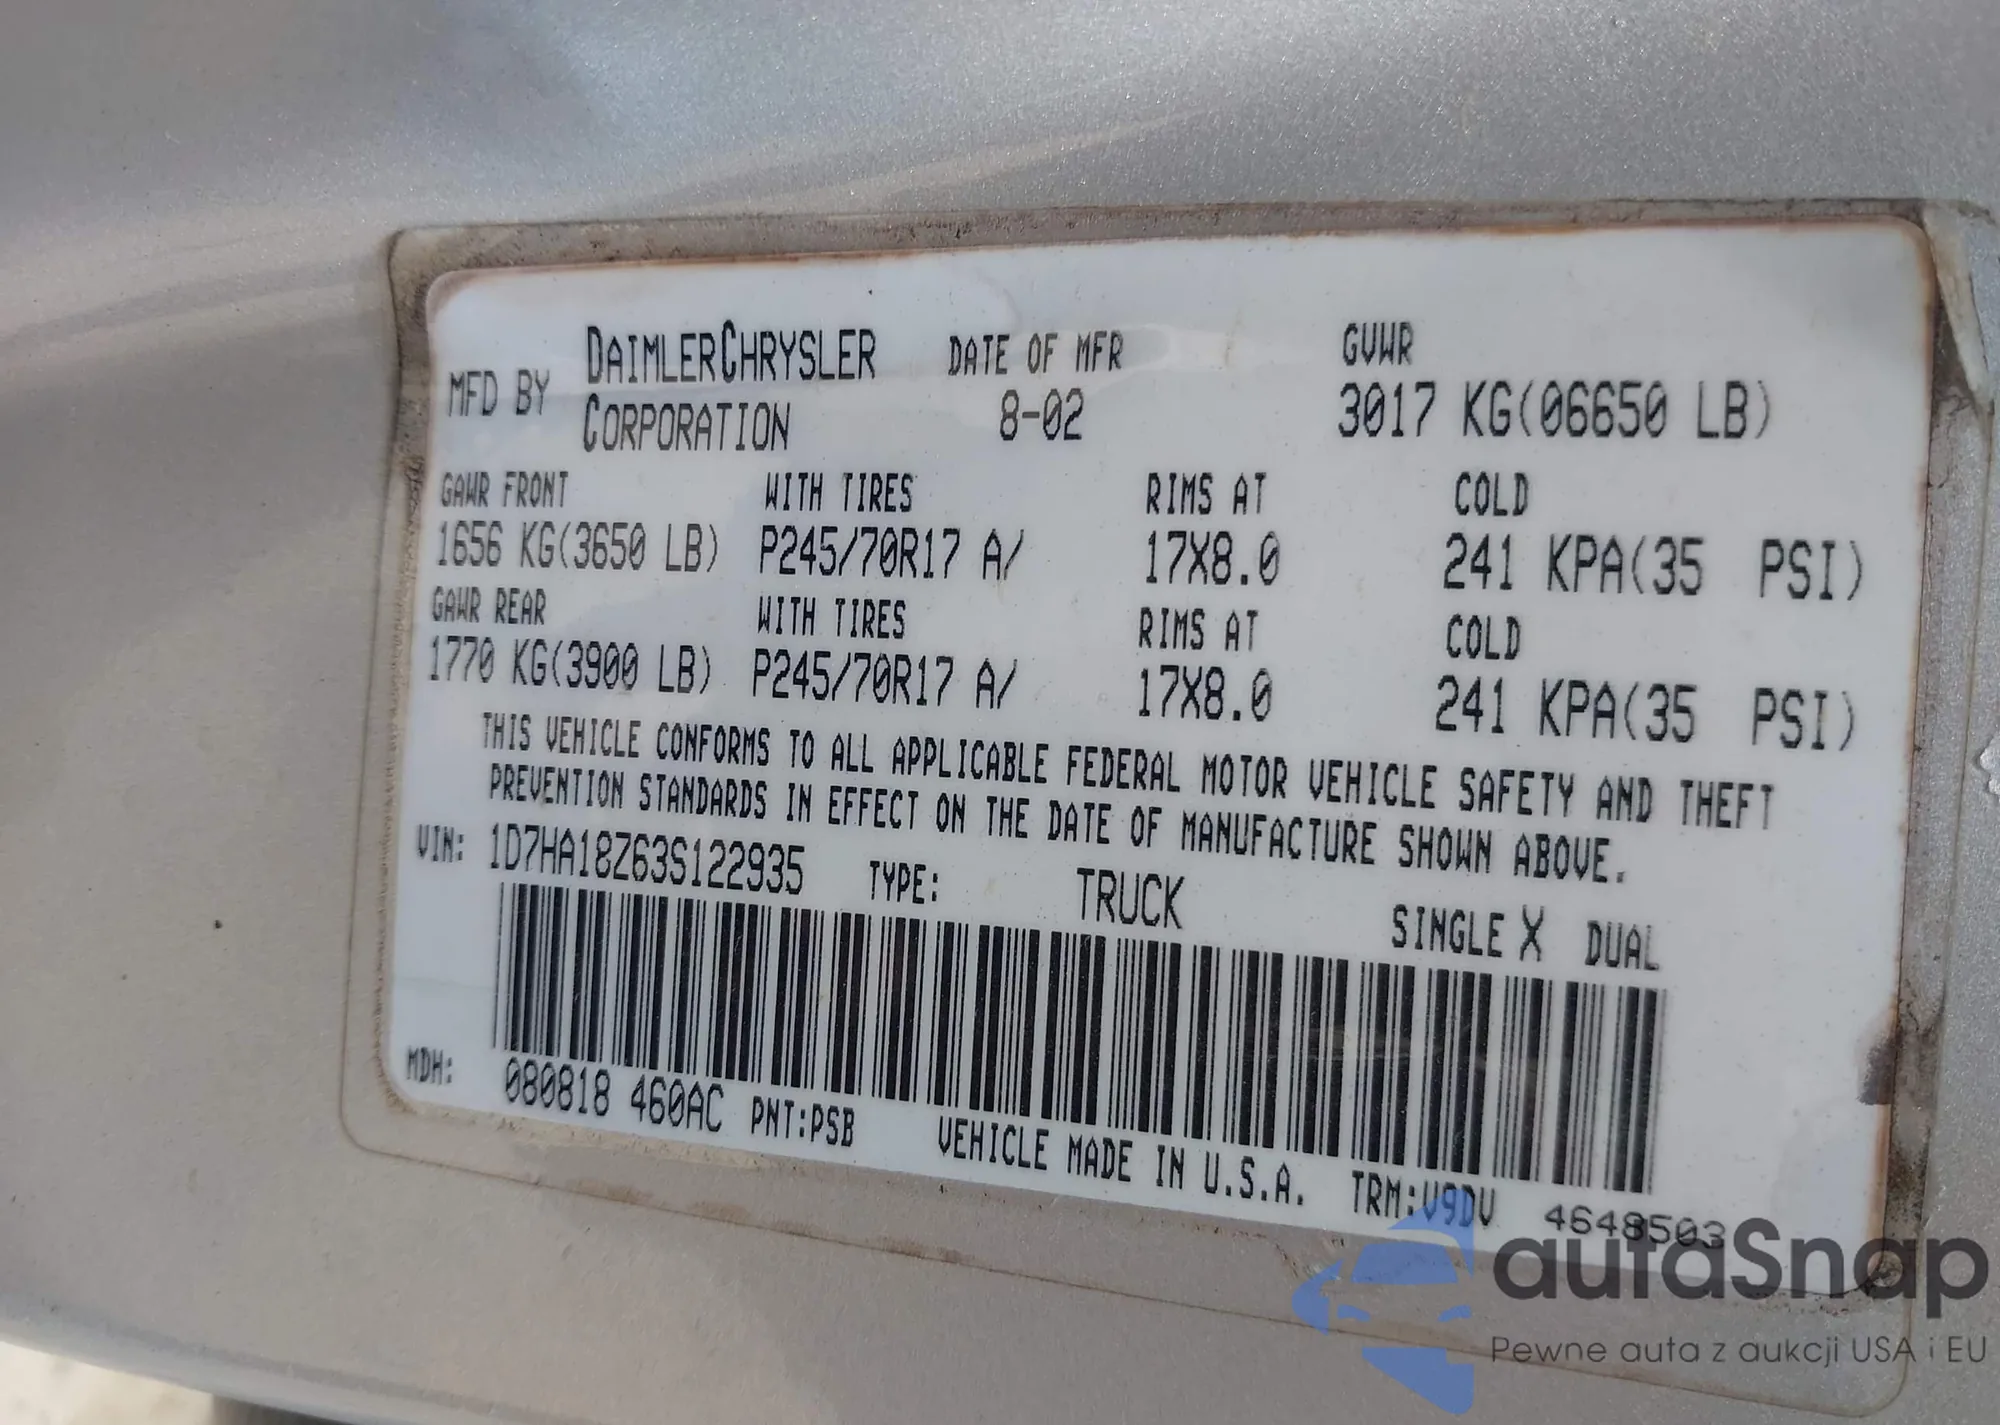 MFD BY DAIMLERCHRYSLER CORPORATION DATE OF MFR 8-02 GVWR 3017 KG(06650 LB)
GAWR FRONT WITH TIRES RIMS AT COLD
1656 KG(3650 LB) P245/70R17 A/ 17X8.0 241 KPA(35 PSI)
GAWR REAR WITH TIRES RIMS AT COLD
1770 KG(3900 LB) P245/70R17 A/ 17X8.0 241 KPA(35 PSI)
THIS VEHICLE CONFORMS TO ALL APPLICABLE FEDERAL MOTOR VEHICLE SAFETY AND THEFT
PREVENTION STANDARDS IN EFFECT ON THE DATE OF MANUFACTURE SHOWN ABOVE.
VIN: 1D7HA18Z63S122935 TYPE: TRUCK SINGLE X DUAL
MDH: 080818 460AC PNT:PSB VEHICLE MADE IN U.S.A. TRM:V9DV 4648503
autaSnap
Pewne auta z aukcji USA i EU